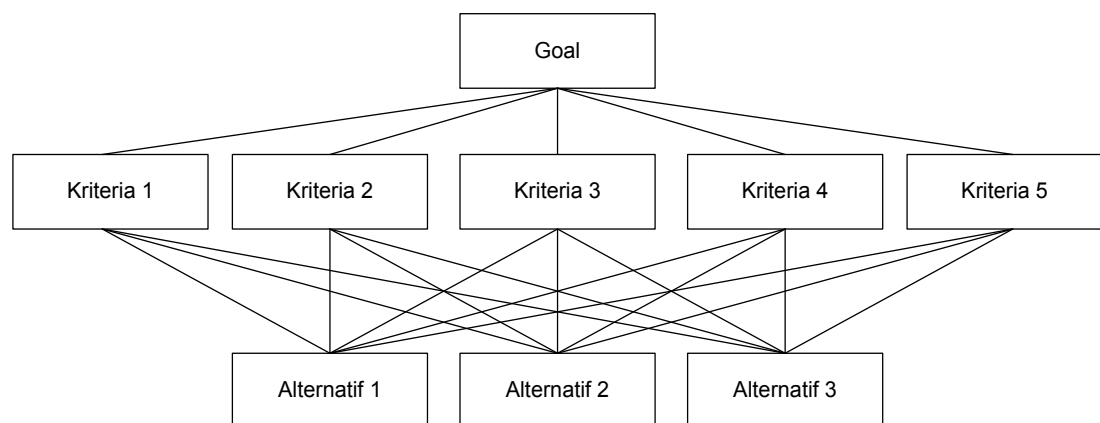 Goal
Kriteria 1
Kriteria 2
Kriteria 3
Kriteria 4
Kriteria 5
Alternatif 1
Alternatif 2
Alternatif 3